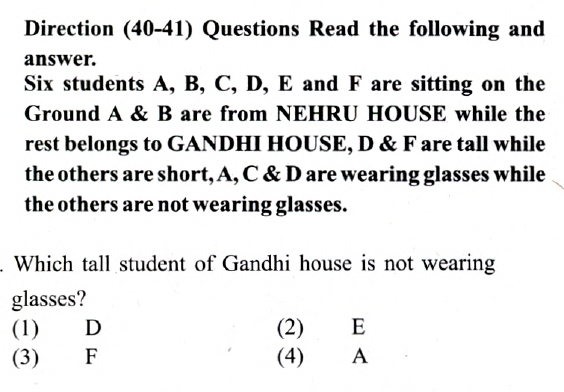 Direction (40-41) Questions Read the following and
answer.
Six students A, B, C, D, E and F are sitting on the
Ground A & B are from NEHRU HOUSE while the
rest belongs to GANDHI HOUSE, D & F are tall while
the others are short, A, C & D are wearing glasses while
the others are not wearing glasses.
. Which tall student of Gandhi house is not wearing
glasses?
(1) D (2) E
(3) F (4) A